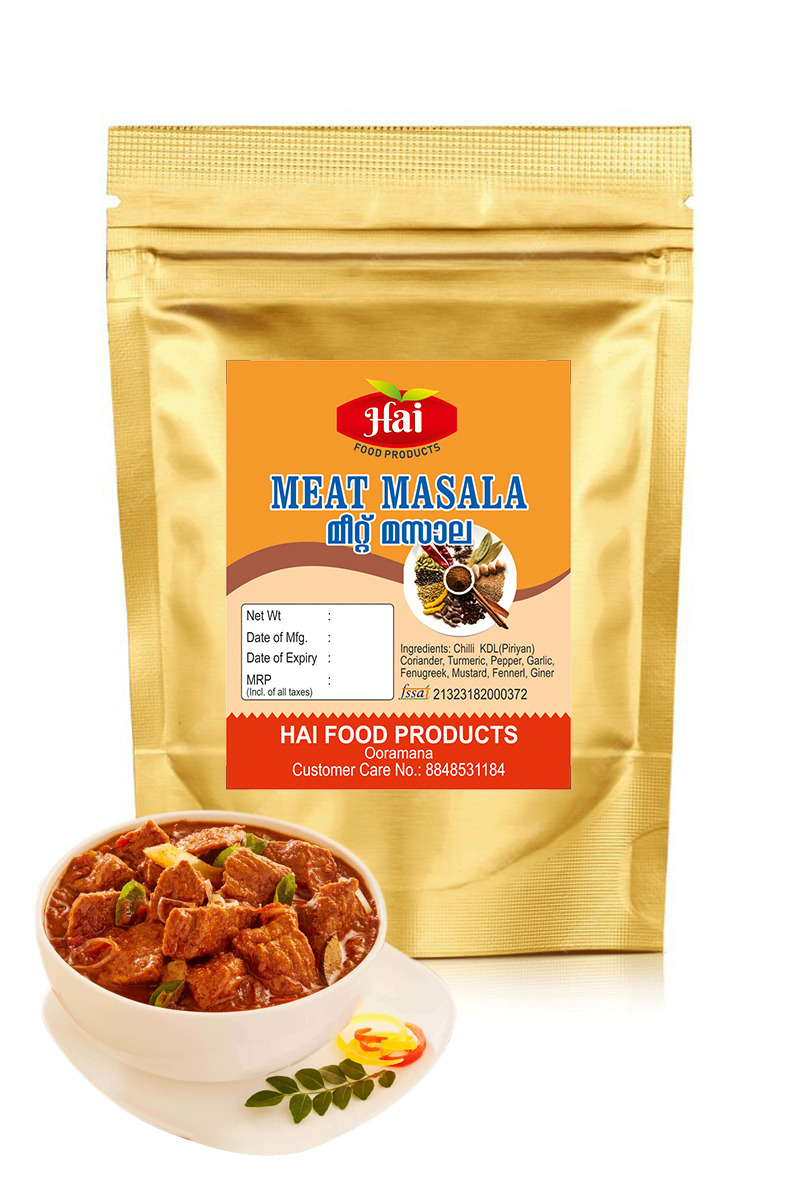 Hai
FOOD PRODUCTS
MEAT MASALA
മീറ്റ് മസാല
Net Wt :
Date of Mfg. :
Date of Expiry :
MRP :
(Incl. of all taxes)
Ingredients: Chilli KDL(Piriyan)
Coriander, Turmeric, Pepper, Garlic,
Fenugreek, Mustard, Fennerl, Giner
fssai 21323182000372
HAI FOOD PRODUCTS
Ooramana
Customer Care No.: 8848531184